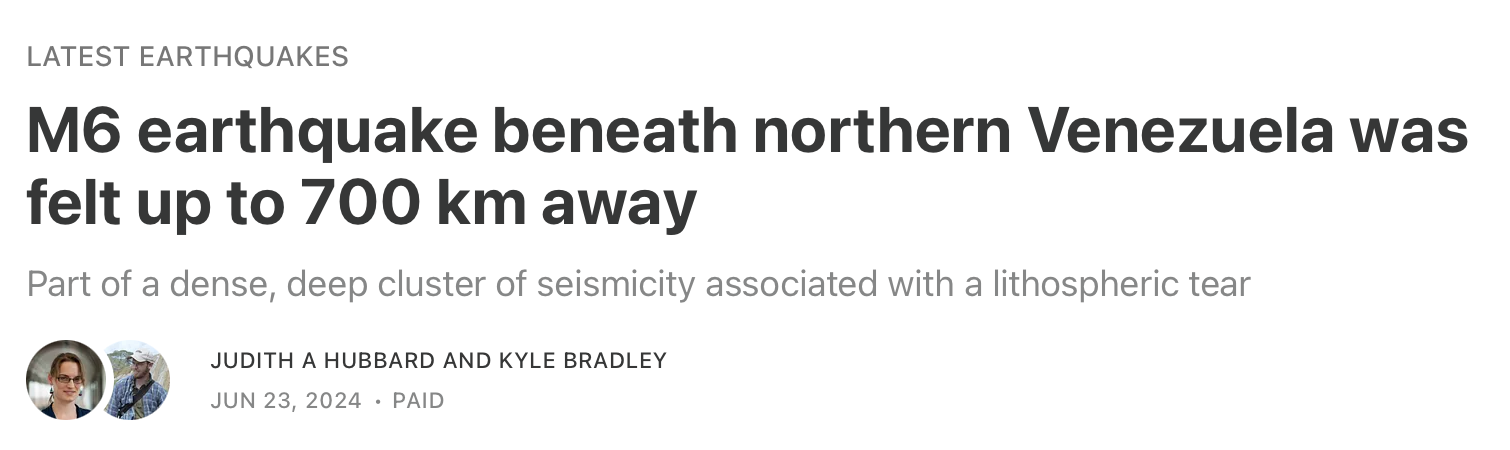 LATEST EARTHQUAKES
M6 earthquake beneath northern Venezuela was
felt up to 700 km away
Part of a dense, deep cluster of seismicity associated with a lithospheric tear
JUDITH A HUBBARD AND KYLE BRADLEY
JUN 23, 2024 • PAID